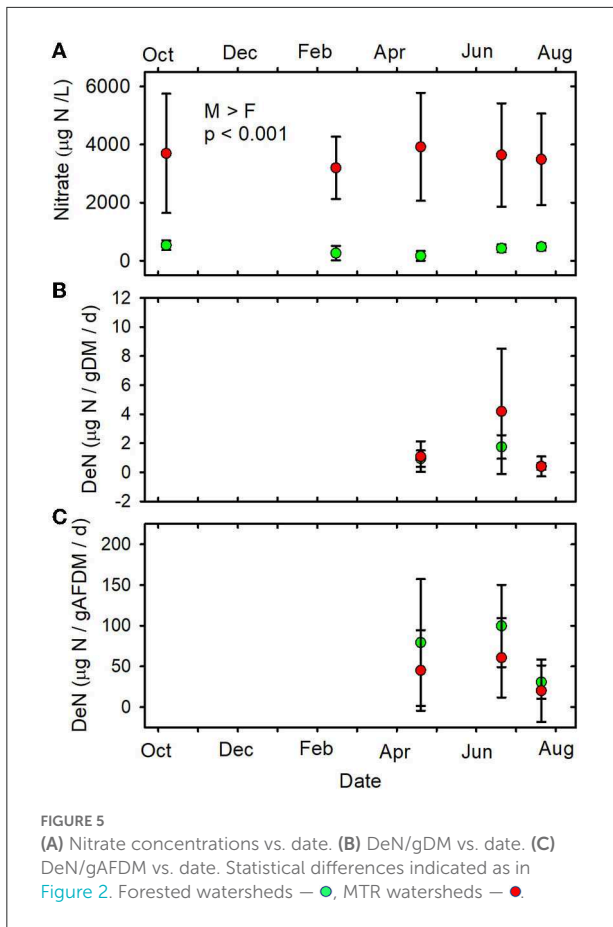 A
Oct Dec Feb Apr Jun Aug
Nitrate (µg N /L)
6000
4000
2000
0
M > F
p < 0.001
B
DeN (µg N / gDM / d)
12
10
8
6
4
2
0
-2
C
DeN (µg N / gAFDM / d)
200
150
100
50
0
Oct Dec Feb Apr Jun Aug
Date
FIGURE 5
(A) Nitrate concentrations vs. date. (B) DeN/gDM vs. date. (C)
DeN/gAFDM vs. date. Statistical differences indicated as in
Figure 2. Forested watersheds — , MTR watersheds — .